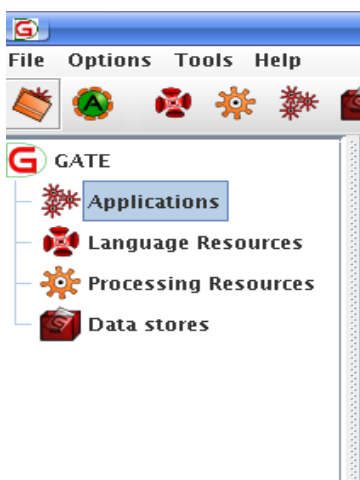 G
File Options Tools Help
A
G GATE
Applications
Language Resources
Processing Resources
Data stores